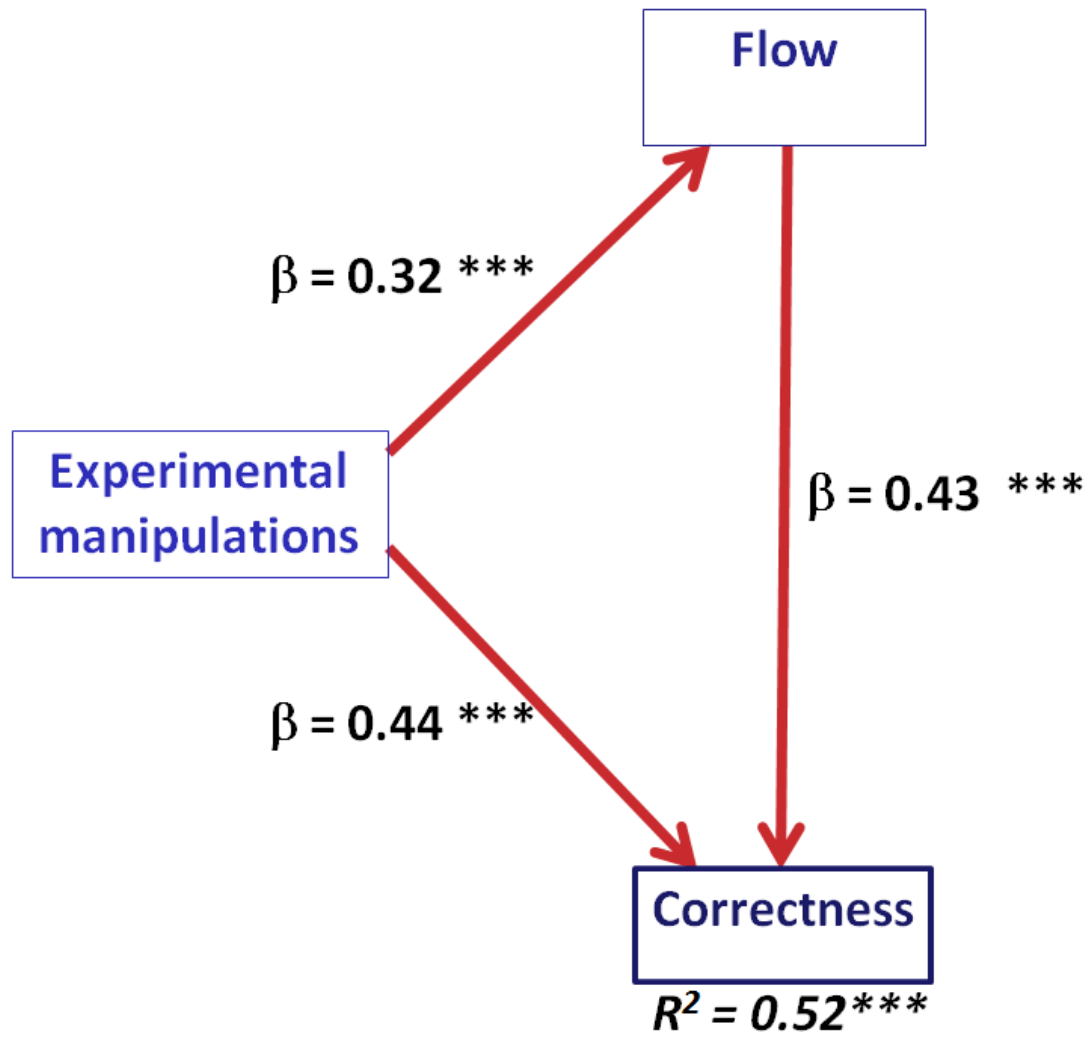 Flow
β = 0.32 ***
Experimental
manipulations
β = 0.43 ***
β = 0.44 ***
Correctness
R² = 0.52***